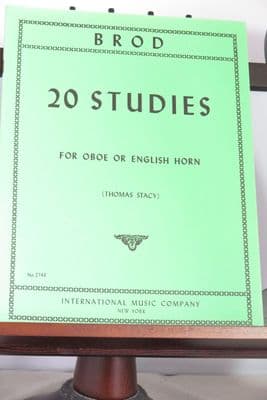 BROD
20 STUDIES
FOR OBOE OR ENGLISH HORN
(THOMAS STACY)
INTERNATIONAL MUSIC COMPANY
NEW YORK